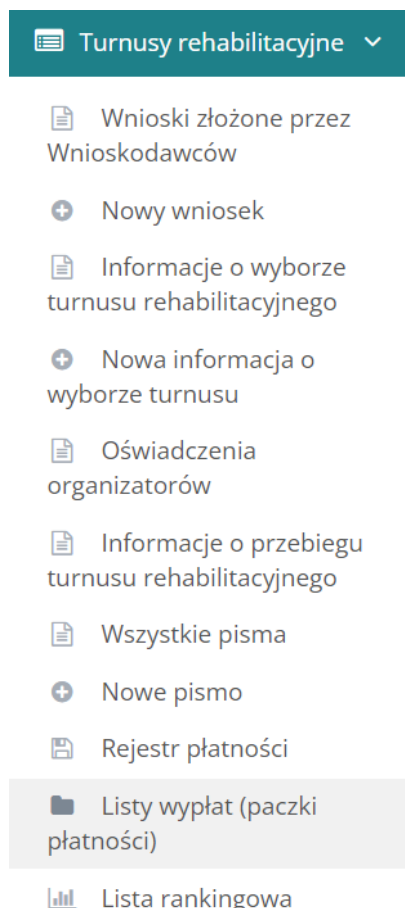 Turnusy rehabilitacyjne
Wnioski złożone przez
Wnioskodawców
Nowy wniosek
Informacje o wyborze
turnusu rehabilitacyjnego
Nowa informacja o
wyborze turnusu
Oświadczenia
organizatorów
Informacje o przebiegu
turnusu rehabilitacyjnego
Wszystkie pisma
Nowe pismo
Rejestr płatności
Listy wypłat (paczki
płatności)
Lista rankingowa